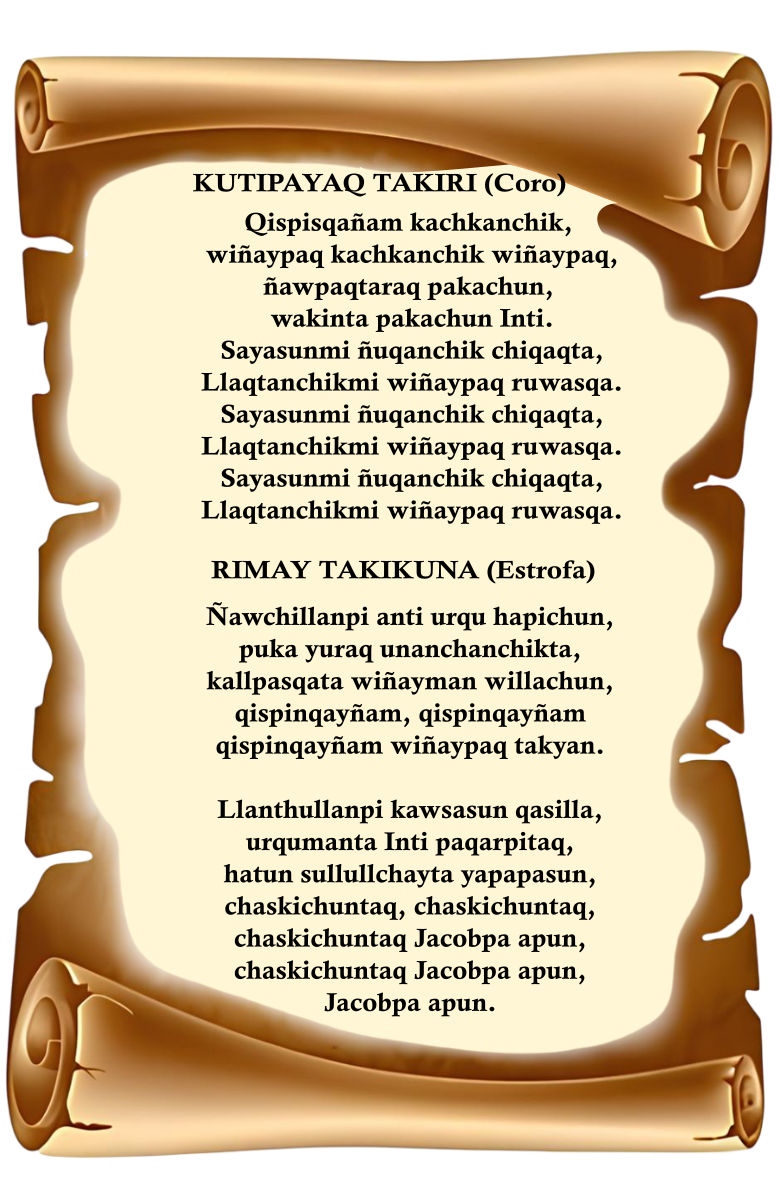 KUTIPAYAQ TAKIRI (Coro)
Qispisqañam kachkanchik,
wiñaypaq kachkanchik wiñaypaq,
ñawpaqtaraq pakachun,
wakinta pakachun Inti.
Sayasunmi ñuqanchik chiqaqta,
Llaqtanchikmi wiñaypaq ruwasqa.
Sayasunmi ñuqanchik chiqaqta,
Llaqtanchikmi wiñaypaq ruwasqa.
Sayasunmi ñuqanchik chiqaqta,
Llaqtanchikmi wiñaypaq ruwasqa.
RIMAY TAKIKUNA (Estrofa)
Ñawchillanpi anti urqu hapichun,
puka yuraq unanchanchikta,
kallpasqata wiñayman willachun,
qispinqayñam, qispinqayñam
qispinqayñam wiñaypaq takyan.
Llanthullanpi kawsasun qasilla,
urqumanta Inti paqarpitaq,
hatun sullullchayta yapapasun,
chaskichuntaq, chaskichuntaq,
chaskichuntaq Jacobpa apun,
chaskichuntaq Jacobpa apun,
Jacobpa apun.